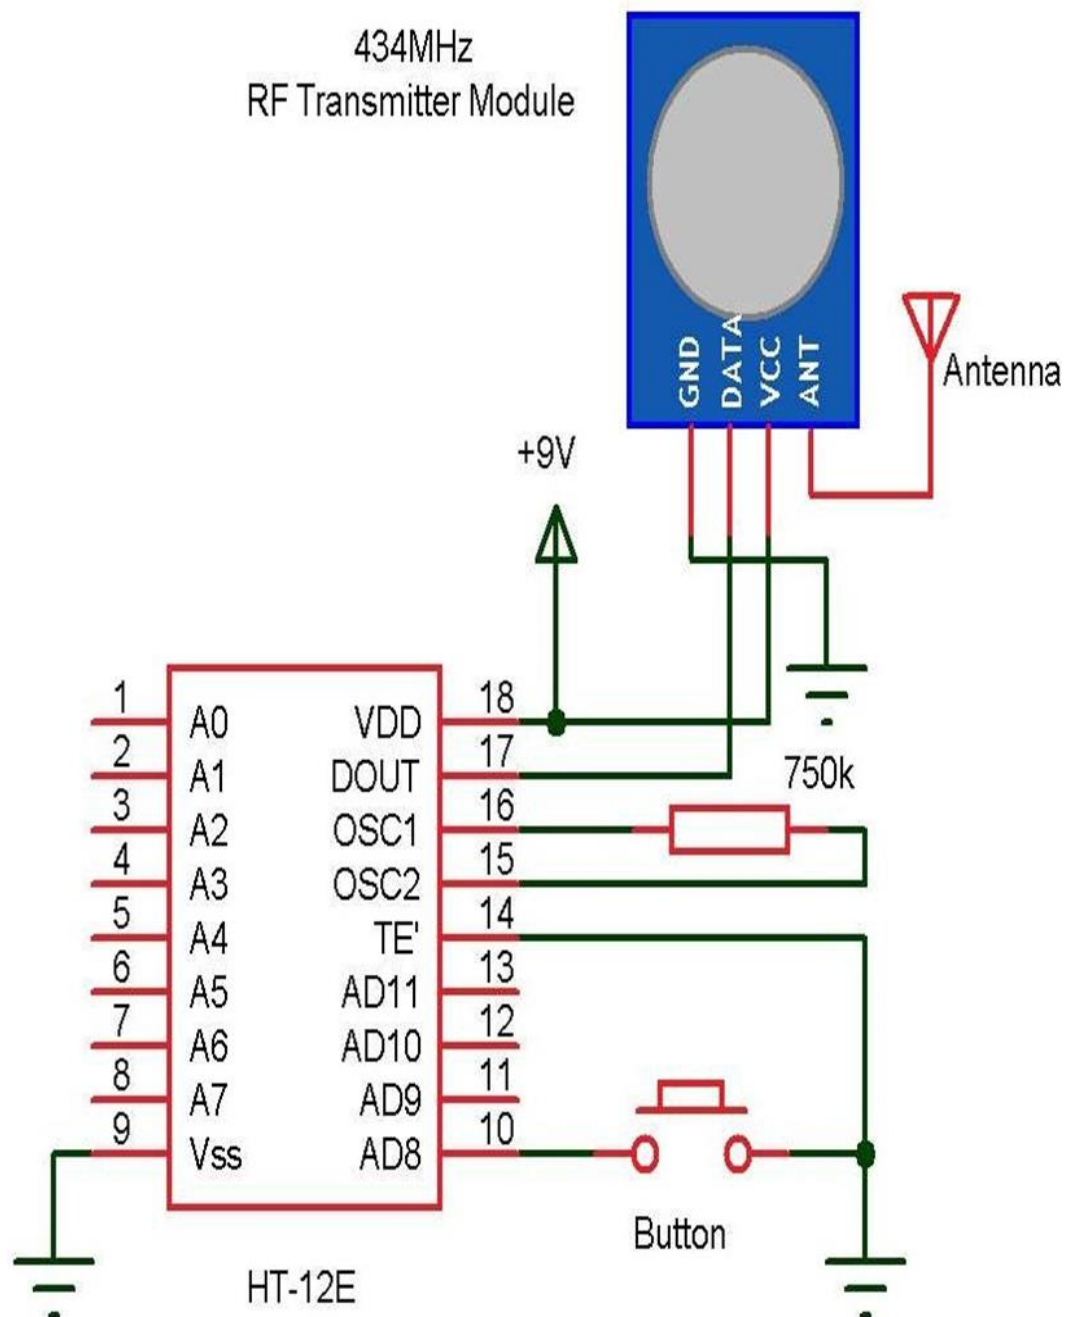 434MHz
RF Transmitter Module
GND
DATA
VCC
ANT
Antenna
+9V
1 A0 VDD 18
2 A1 DOUT 17
750k
3 A2 OSC1 16
4 A3 OSC2 15
5 A4 TE' 14
6 A5 AD11 13
7 A6 AD10 12
8 A7 AD9 11
9 Vss AD8 10
Button
HT-12E